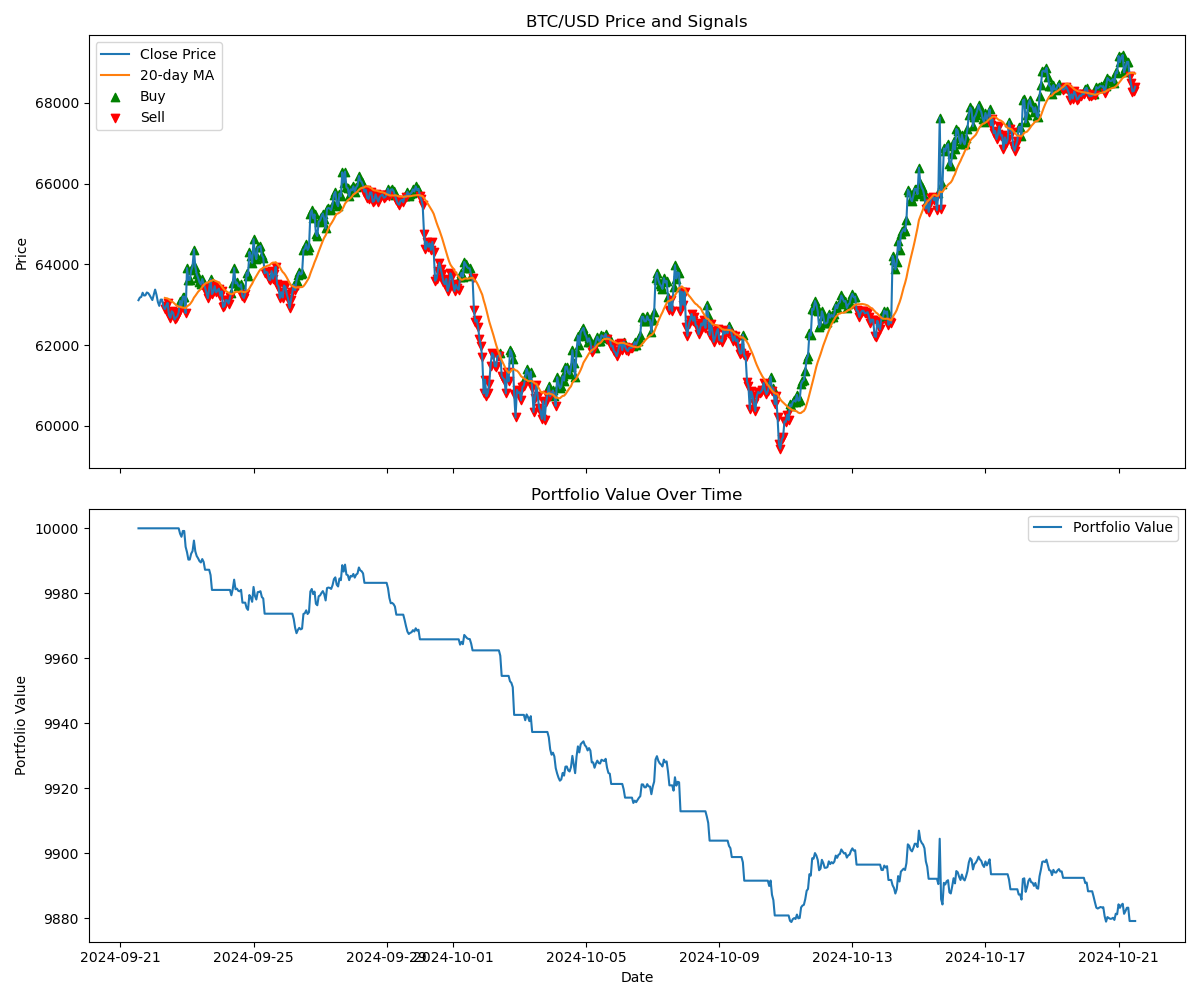 BTC/USD Price and Signals
Close Price
20-day MA
Buy
Sell
Price
68000
66000
64000
62000
60000
Portfolio Value Over Time
Portfolio Value
Portfolio Value
10000
9980
9960
9940
9920
9900
9880
2024-09-21
2024-09-25
2024-09-29
2024-10-01
2024-10-05
2024-10-09
2024-10-13
2024-10-17
2024-10-21
Date